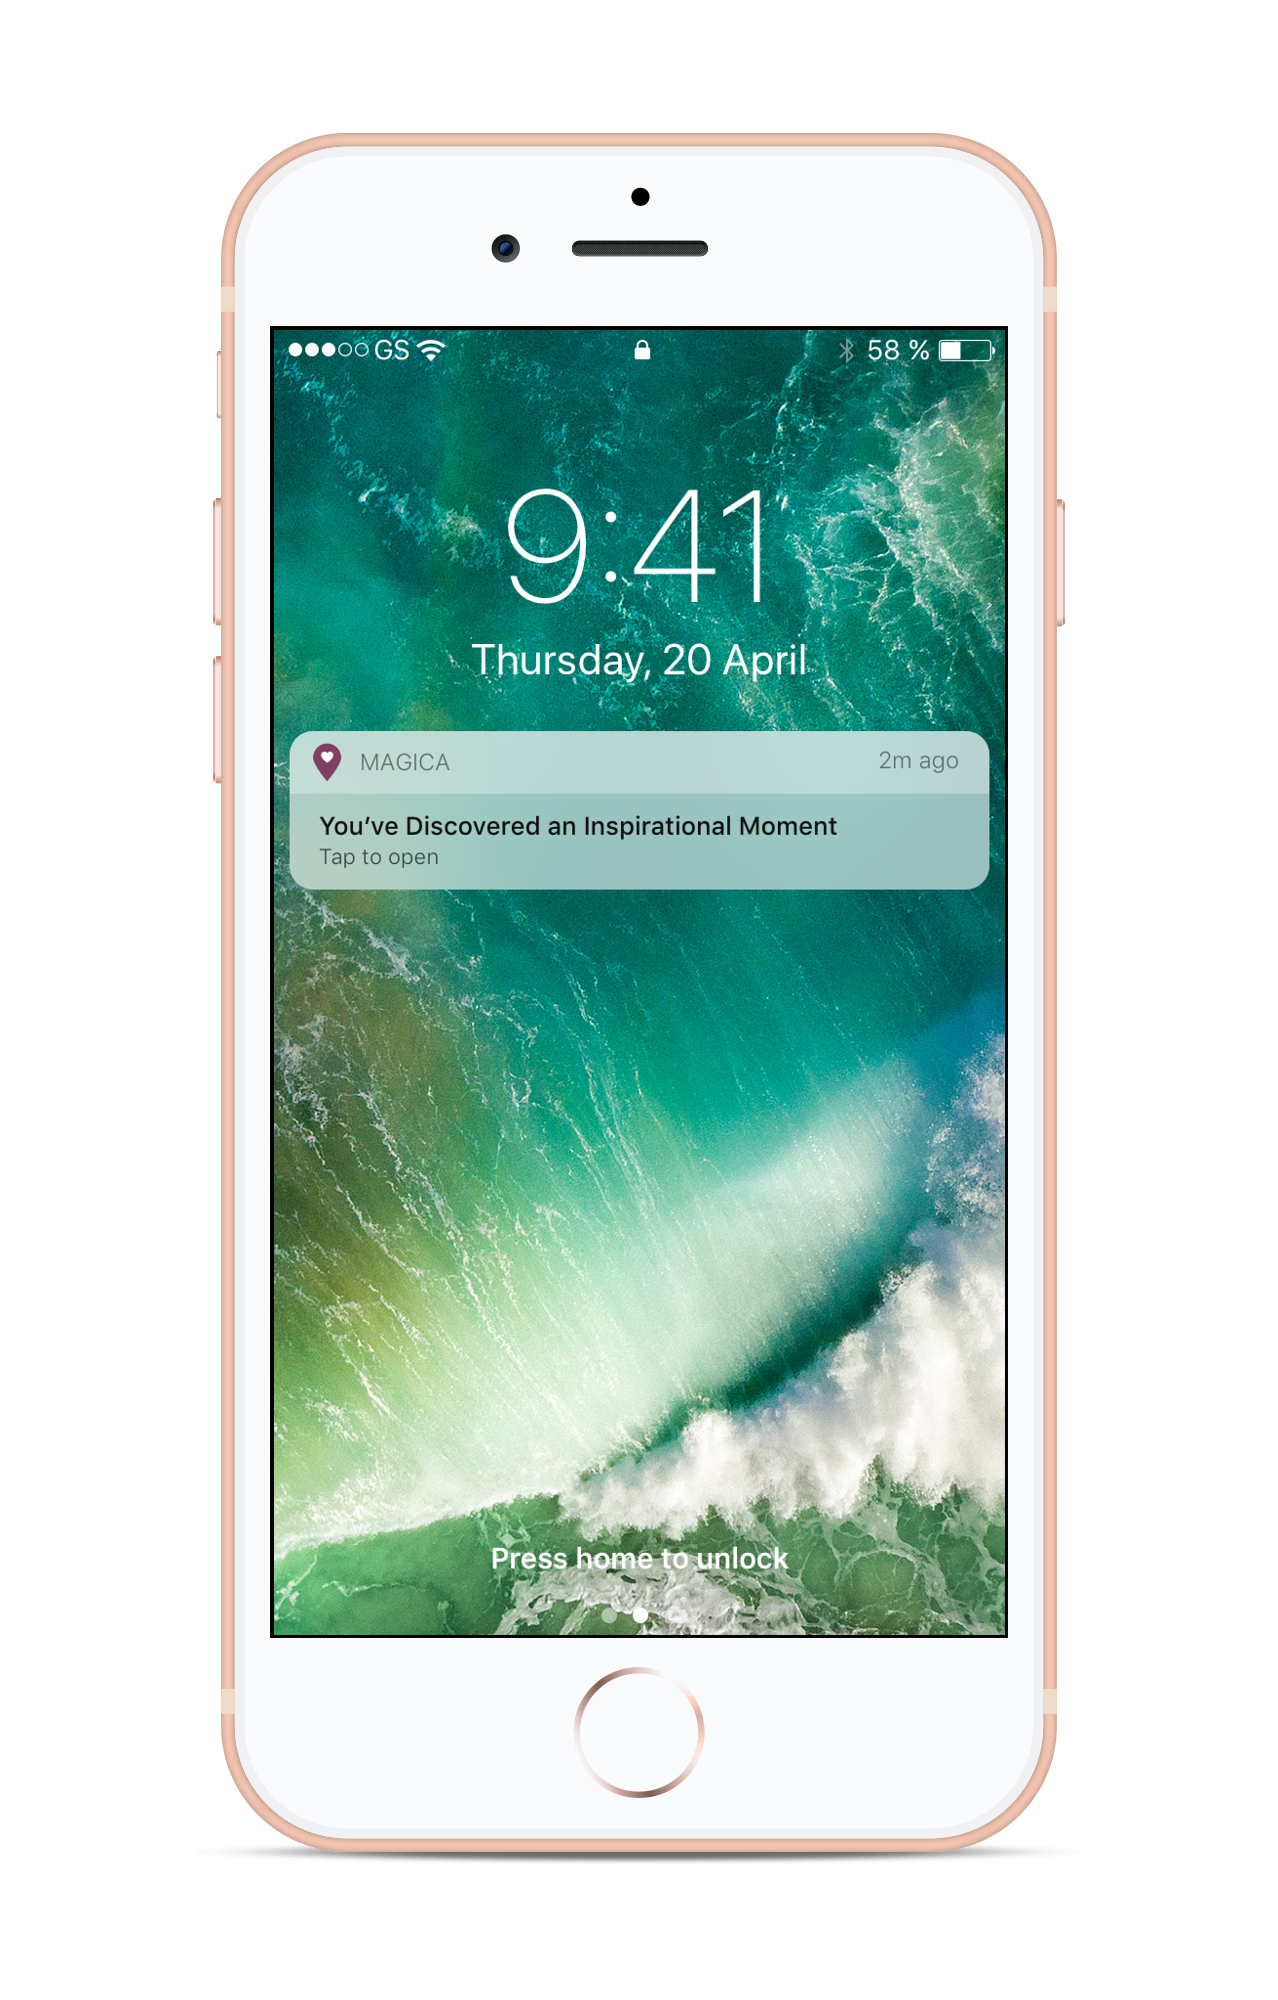 GS 58 %
9:41
Thursday, 20 April
MAGICA 2m ago
You’ve Discovered an Inspirational Moment
Tap to open
Press home to unlock